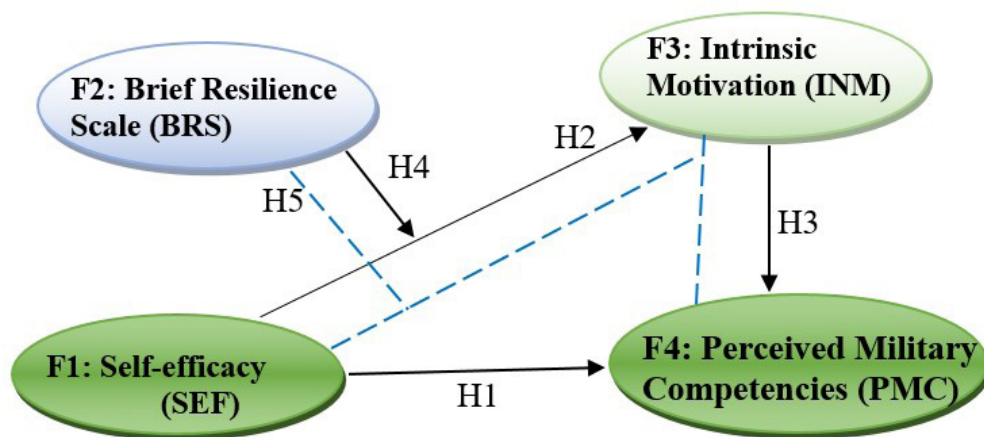 F3: Intrinsic
Motivation (INM)
F2: Brief Resilience
Scale (BRS)
H2
H4
H5
H3
F1: Self-efficacy
(SEF)
F4: Perceived Military
Competencies (PMC)
H1